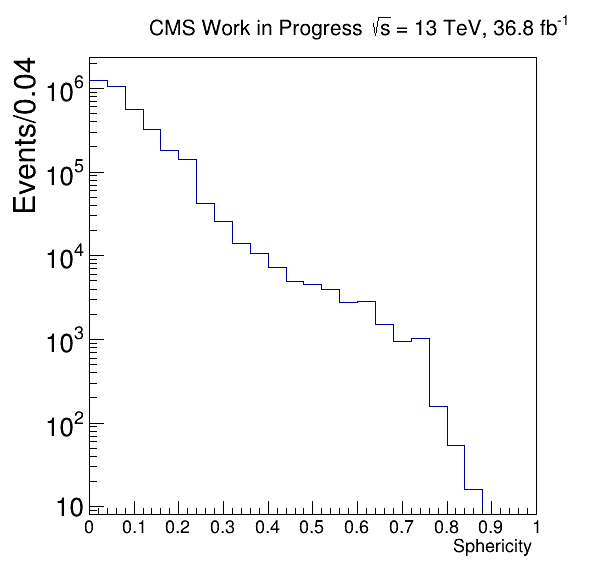 CMS Work in Progress √s = 13 TeV, 36.8 fb⁻¹
Events/0.04
10⁶
10⁵
10⁴
10³
10²
10
0 0.1 0.2 0.3 0.4 0.5 0.6 0.7 0.8 0.9 1
Sphericity